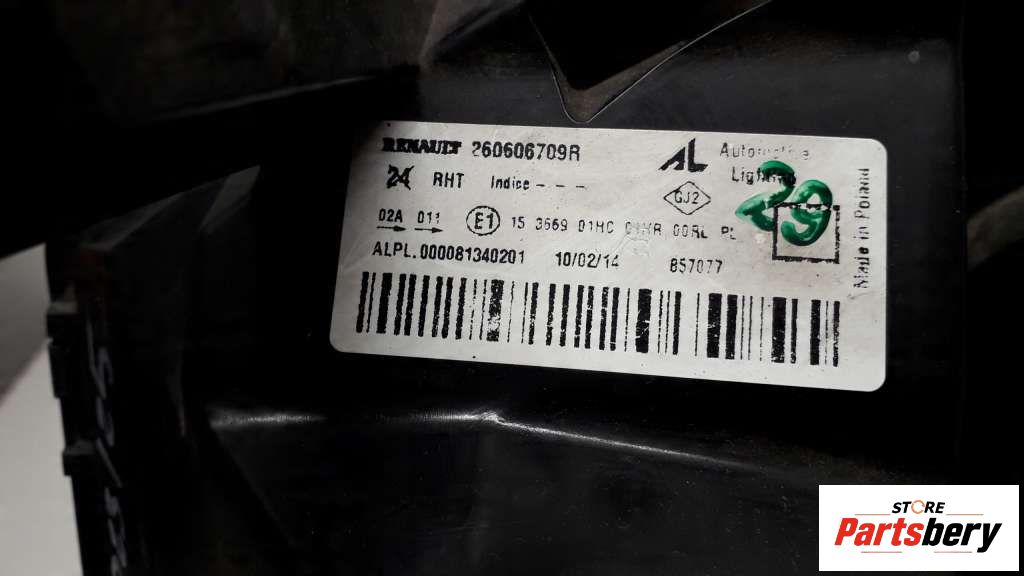 RENAULT 260606709R
AL Automotive
Lighting
24 RHT Indice - - -
GJ2
29
02A 011 E1 15 3669 01HC 01HR 00RL PL
ALPL.000081340201 10/02/14 857077
Made in Poland
STORE
Partsbery